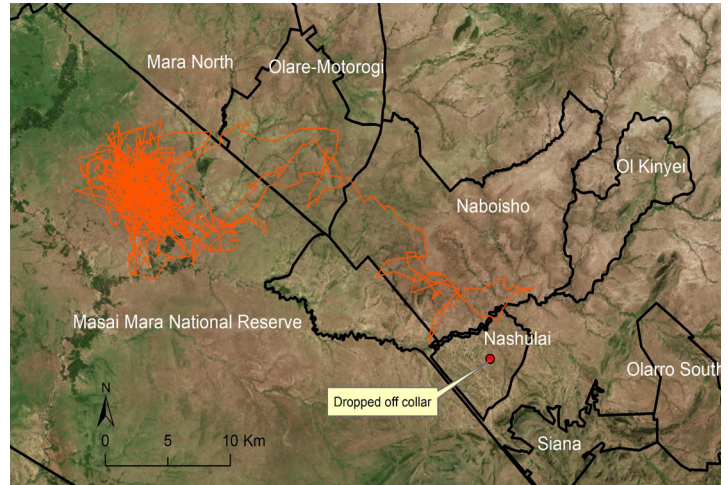 Mara North
Olare-Motorogi
Ol Kinyei
Naboisho
Masai Mara National Reserve
Nashulai
Olarro South
Dropped off collar
Siana
N
0 5 10 Km